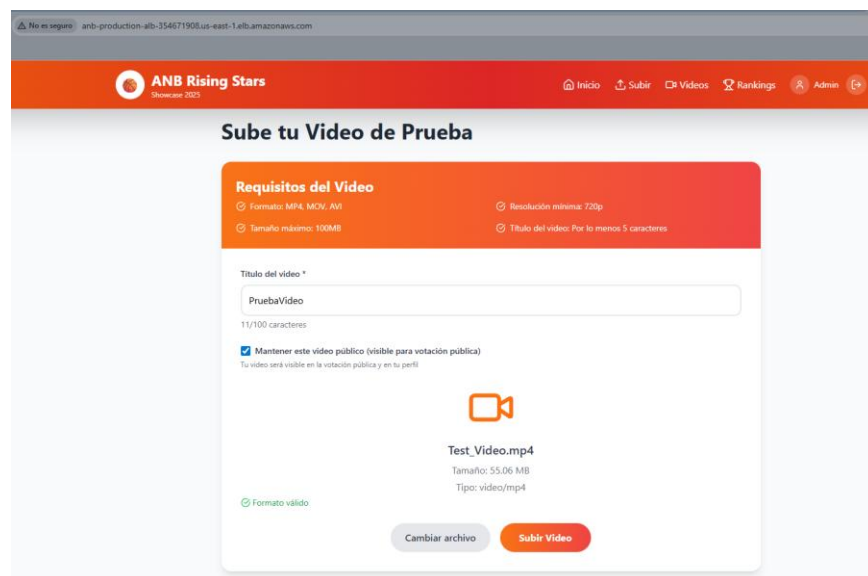 No es seguro anb-production-alb-354671908.us-east-1.elb.amazonaws.com
ANB Rising Stars
Showcase 2025
Inicio Subir Videos Rankings Admin
Sube tu Video de Prueba
Requisitos del Video
Formato: MP4, MOV, AVI Resolución mínima: 720p
Tamaño máximo: 100MB Título del video: Por lo menos 5 caracteres
Título del video *
PruebaVideo
11/100 caracteres
Mantener este video público (visible para votación pública)
Tu video será visible en la votación pública y en tu perfil
Test_Video.mp4
Tamaño: 55.06 MB
Tipo: video/mp4
Formato válido
Cambiar archivo Subir Video